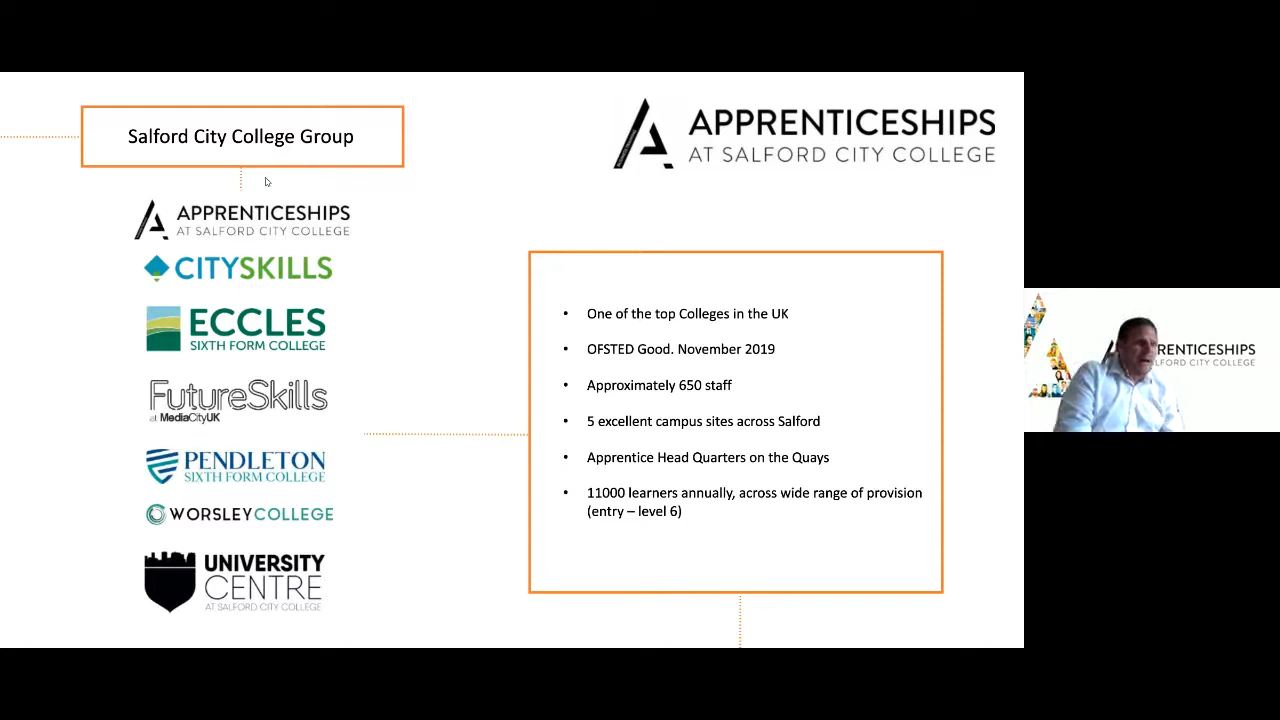 Salford City College Group
APPRENTICESHIPS
AT SALFORD CITY COLLEGE
APPRENTICESHIPS
AT SALFORD CITY COLLEGE
CITYSKILLS
ECCLES
SIXTH FORM COLLEGE
FutureSkills
at MediaCityUK
PENDLETON
SIXTH FORM COLLEGE
WORSLEYCOLLEGE
UNIVERSITY
CENTRE
AT SALFORD CITY COLLEGE
• One of the top Colleges in the UK
• OFSTED Good. November 2019
• Approximately 650 staff
• 5 excellent campus sites across Salford
• Apprentice Head Quarters on the Quays
• 11000 learners annually, across wide range of provision
(entry – level 6)
RENTICESHIPS
ALFORD CITY COLLEGE